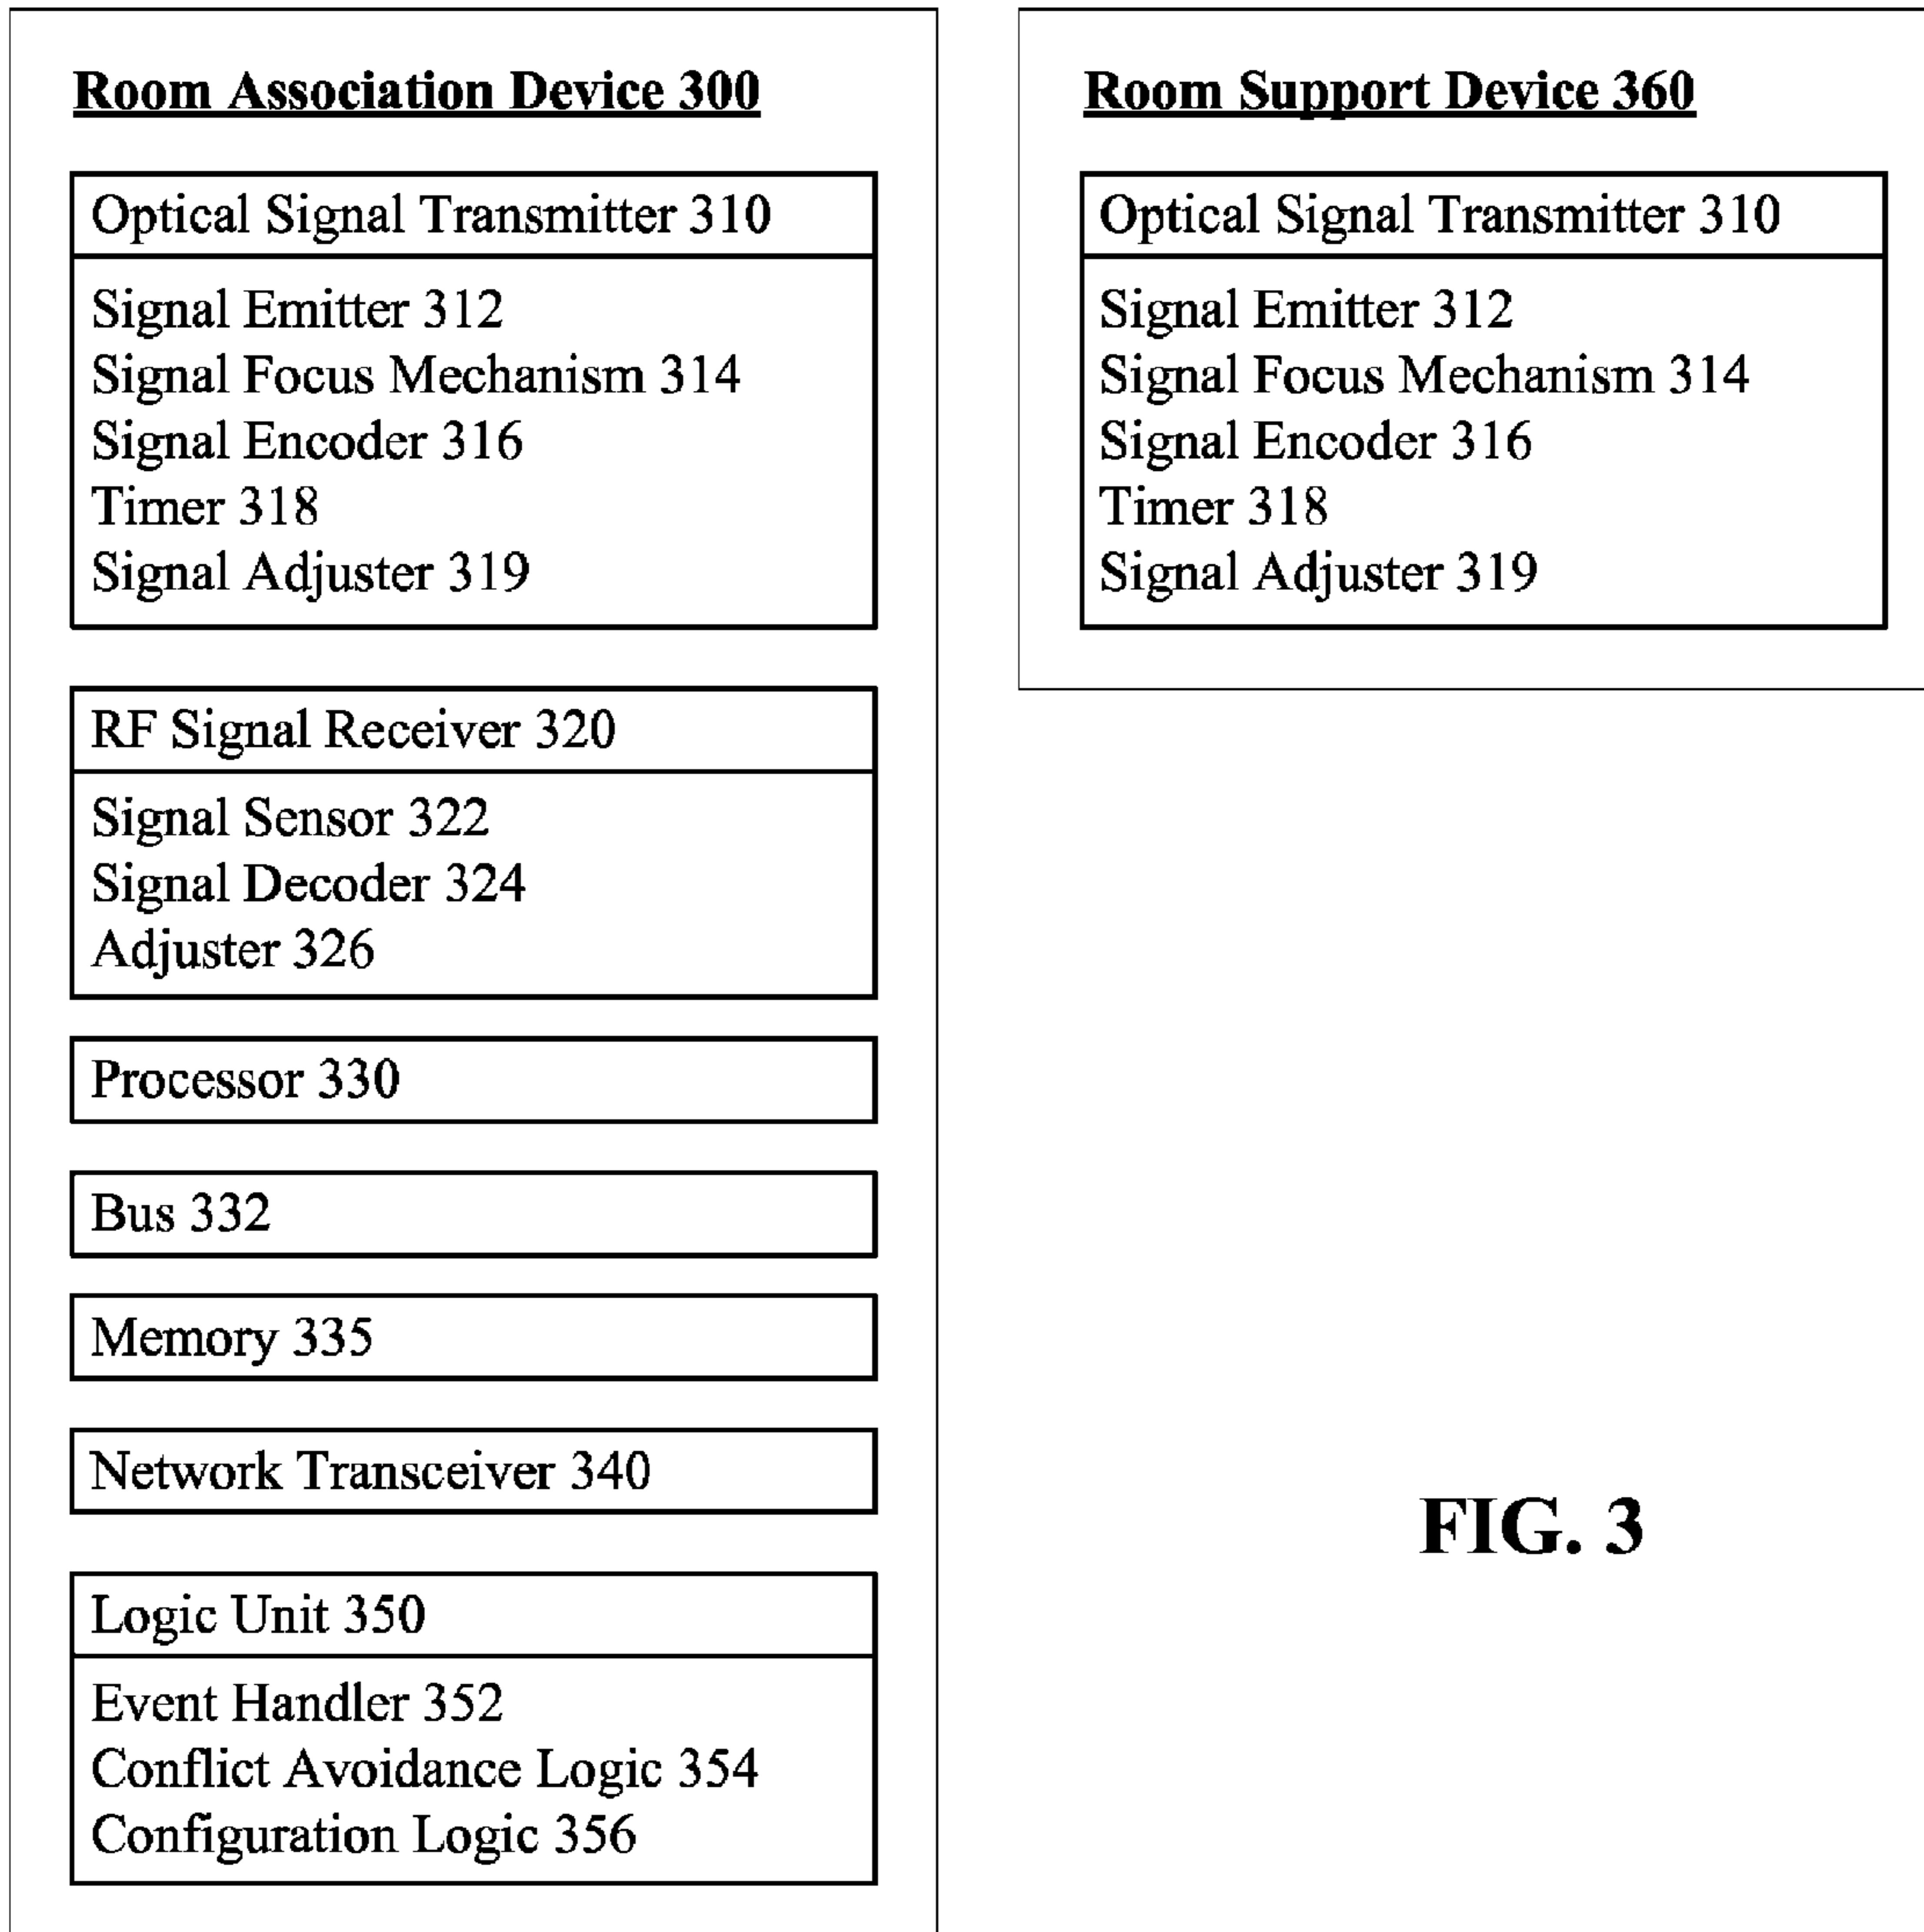 Room Association Device 300
Optical Signal Transmitter 310
Signal Emitter 312
Signal Focus Mechanism 314
Signal Encoder 316
Timer 318
Signal Adjuster 319
RF Signal Receiver 320
Signal Sensor 322
Signal Decoder 324
Adjuster 326
Processor 330
Bus 332
Memory 335
Network Transceiver 340
Logic Unit 350
Event Handler 352
Conflict Avoidance Logic 354
Configuration Logic 356
Room Support Device 360
Optical Signal Transmitter 310
Signal Emitter 312
Signal Focus Mechanism 314
Signal Encoder 316
Timer 318
Signal Adjuster 319
FIG. 3